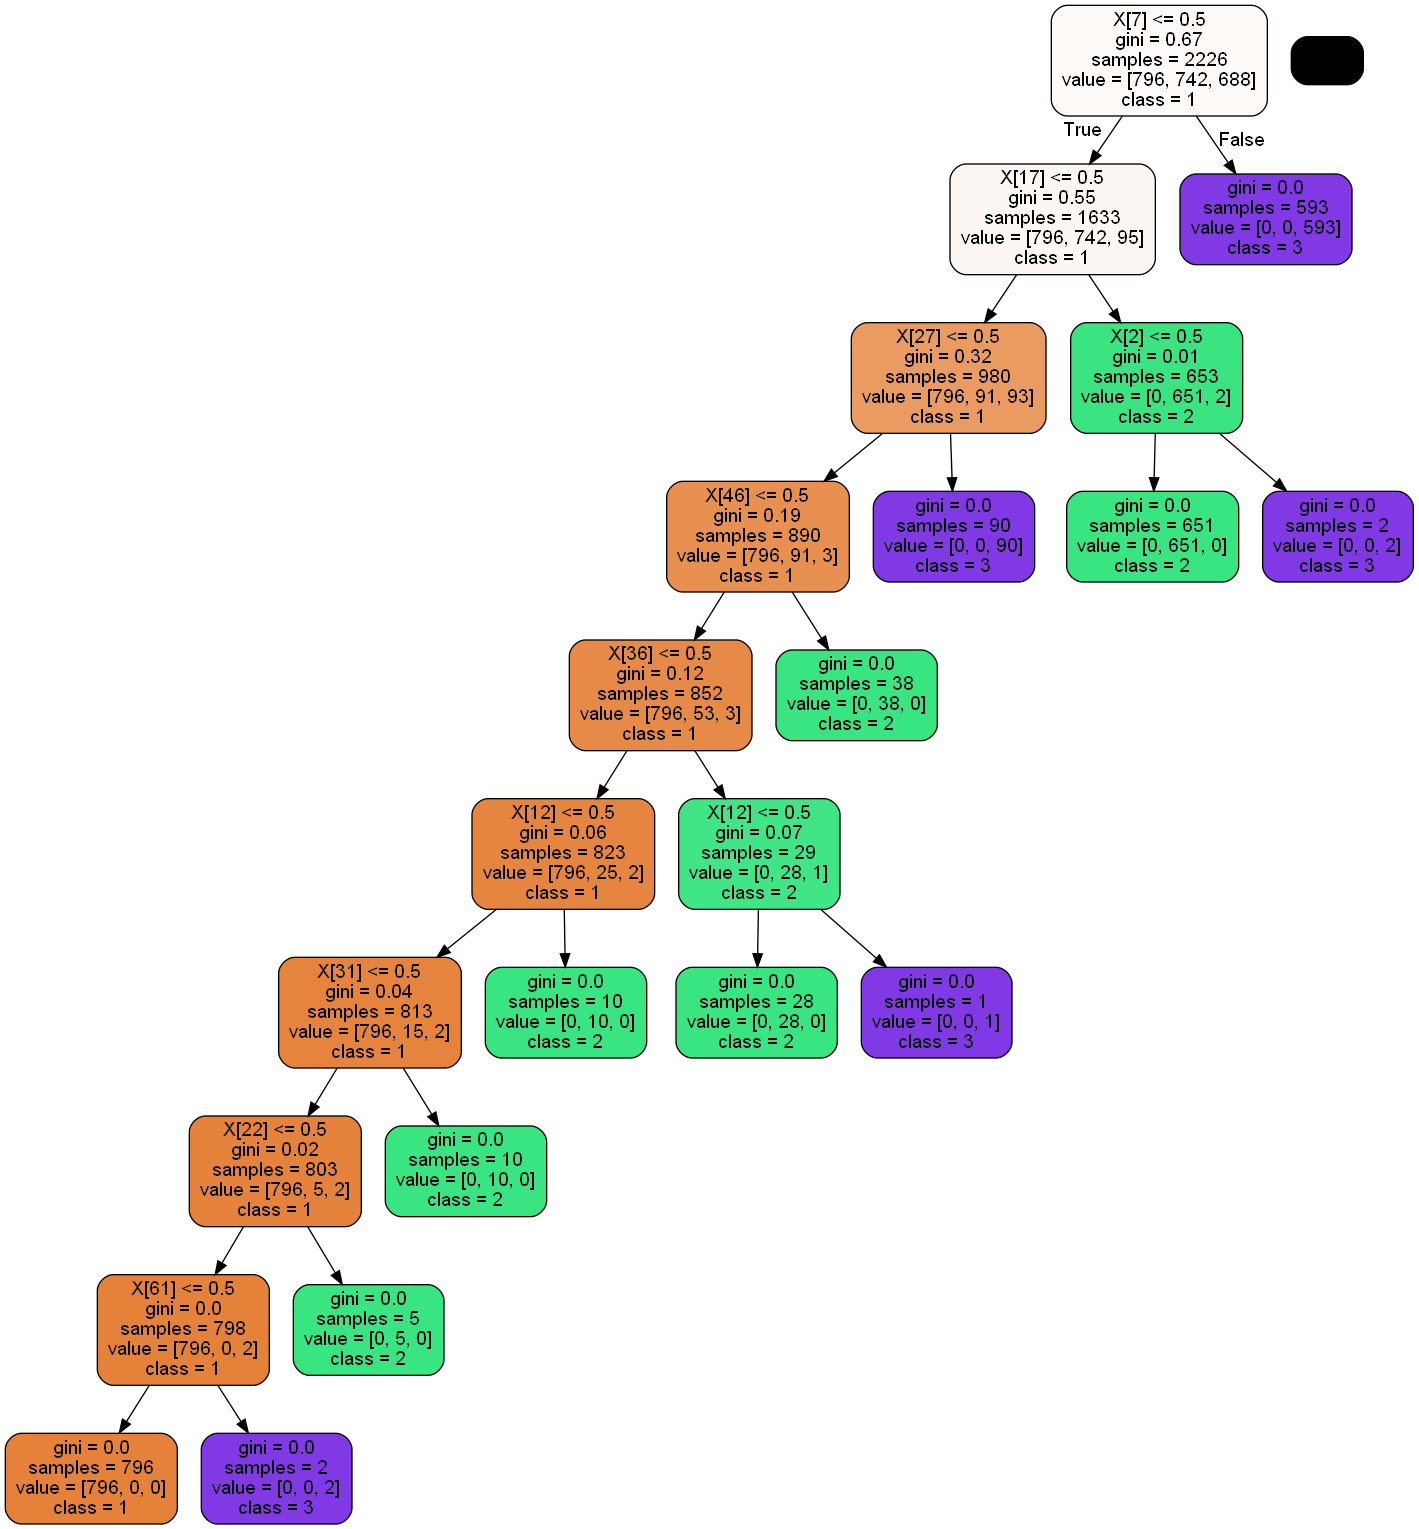 X[7] <= 0.5
gini = 0.67
samples = 2226
value = [796, 742, 688]
class = 1
True
False
X[17] <= 0.5
gini = 0.55
samples = 1633
value = [796, 742, 95]
class = 1
gini = 0.0
samples = 593
value = [0, 0, 593]
class = 3
X[27] <= 0.5
gini = 0.32
samples = 980
value = [796, 91, 93]
class = 1
X[2] <= 0.5
gini = 0.01
samples = 653
value = [0, 651, 2]
class = 2
X[46] <= 0.5
gini = 0.19
samples = 890
value = [796, 91, 3]
class = 1
gini = 0.0
samples = 90
value = [0, 0, 90]
class = 3
gini = 0.0
samples = 651
value = [0, 651, 0]
class = 2
gini = 0.0
samples = 2
value = [0, 0, 2]
class = 3
X[36] <= 0.5
gini = 0.12
samples = 852
value = [796, 53, 3]
class = 1
gini = 0.0
samples = 38
value = [0, 38, 0]
class = 2
X[12] <= 0.5
gini = 0.06
samples = 823
value = [796, 25, 2]
class = 1
X[12] <= 0.5
gini = 0.07
samples = 29
value = [0, 28, 1]
class = 2
X[31] <= 0.5
gini = 0.04
samples = 813
value = [796, 15, 2]
class = 1
gini = 0.0
samples = 10
value = [0, 10, 0]
class = 2
gini = 0.0
samples = 28
value = [0, 28, 0]
class = 2
gini = 0.0
samples = 1
value = [0, 0, 1]
class = 3
X[22] <= 0.5
gini = 0.02
samples = 803
value = [796, 5, 2]
class = 1
gini = 0.0
samples = 10
value = [0, 10, 0]
class = 2
X[61] <= 0.5
gini = 0.0
samples = 798
value = [796, 0, 2]
class = 1
gini = 0.0
samples = 5
value = [0, 5, 0]
class = 2
gini = 0.0
samples = 796
value = [796, 0, 0]
class = 1
gini = 0.0
samples = 2
value = [0, 0, 2]
class = 3